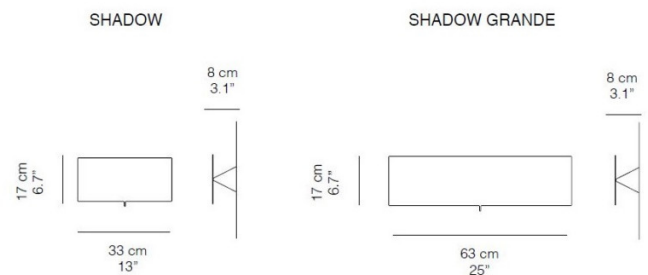 SHADOW
8 cm
3.1”
17 cm
6.7”
33 cm
13”
SHADOW GRANDE
8 cm
3.1”
17 cm
6.7”
63 cm
25”